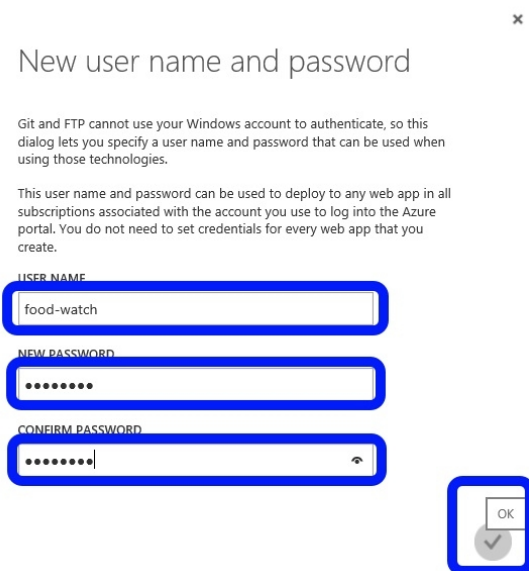 New user name and password
Git and FTP cannot use your Windows account to authenticate, so this
dialog lets you specify a user name and password that can be used when
using those technologies.
This user name and password can be used to deploy to any web app in all
subscriptions associated with the account you use to log into the Azure
portal. You do not need to set credentials for every web app that you
create.
USER NAME
food-watch
NEW PASSWORD
●●●●●●●●
CONFIRM PASSWORD
●●●●●●●●
OK